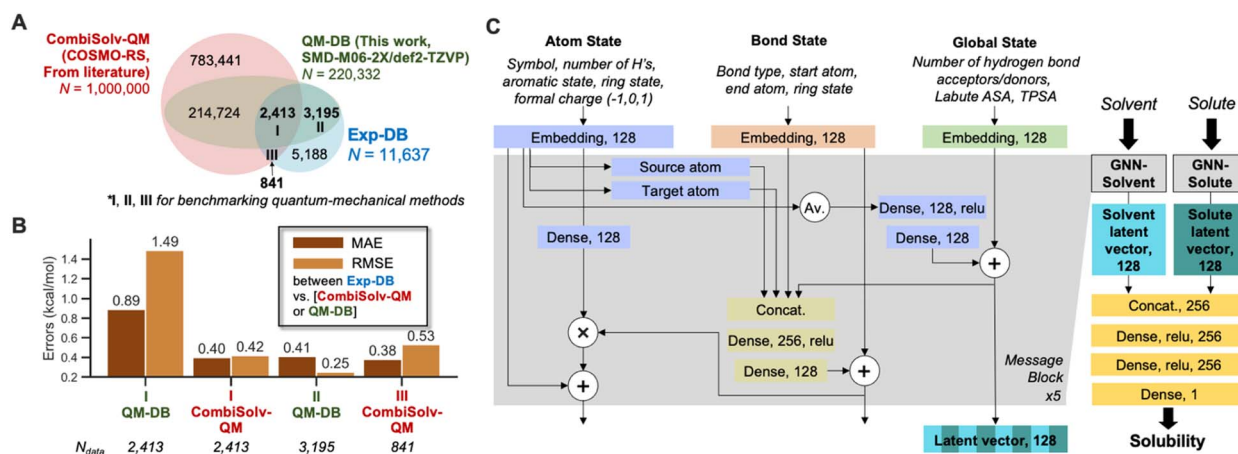 A
CombiSolv-QM
(COSMO-RS,
From literature)
N = 1,000,000
QM-DB (This work,
SMD-M06-2X/def2-TZVP)
N = 220,332
783,441
214,724
2,413
I
3,195
II
III
5,188
841
Exp-DB
N = 11,637
*I, II, III for benchmarking quantum-mechanical methods
B
Errors (kcal/mol)
1.4
1.2
1.0
0.8
0.6
0.4
0.2
0.89
1.49
0.40
0.42
0.41
0.25
0.38
0.53
MAE
RMSE
between Exp-DB
vs. [CombiSolv-QM
or QM-DB]
I
QM-DB
I
CombiSolv-
QM
II
QM-DB
III
CombiSolv-
QM
Ndata
2,413
2,413
3,195
841
C
Atom State
Symbol, number of H's,
aromatic state, ring state,
formal charge (-1,0,1)
Bond State
Bond type, start atom,
end atom, ring state
Global State
Number of hydrogen bond
acceptors/donors,
Labute ASA, TPSA
Embedding, 128
Embedding, 128
Embedding, 128
Source atom
Target atom
Av.
Dense, 128, relu
Dense, 128
Dense, 128
+
Concat.
Dense, 256, relu
Dense, 128
×
+
+
Message
Block
x5
Latent vector, 128
Solvent
Solute
GNN-
Solvent
GNN-
Solute
Solvent
latent
vector,
128
Solute
latent
vector,
128
Concat., 256
Dense, relu, 256
Dense, relu, 256
Dense, 1
Solubility